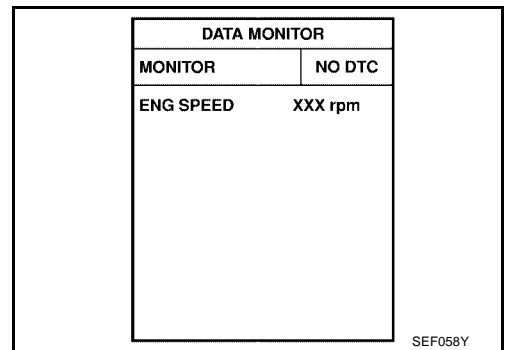 DATA MONITOR
MONITOR NO DTC
ENG SPEED XXX rpm
SEF058Y